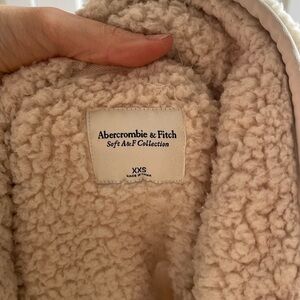 Abercrombie & Fitch
Soft A&F Collection
XXS